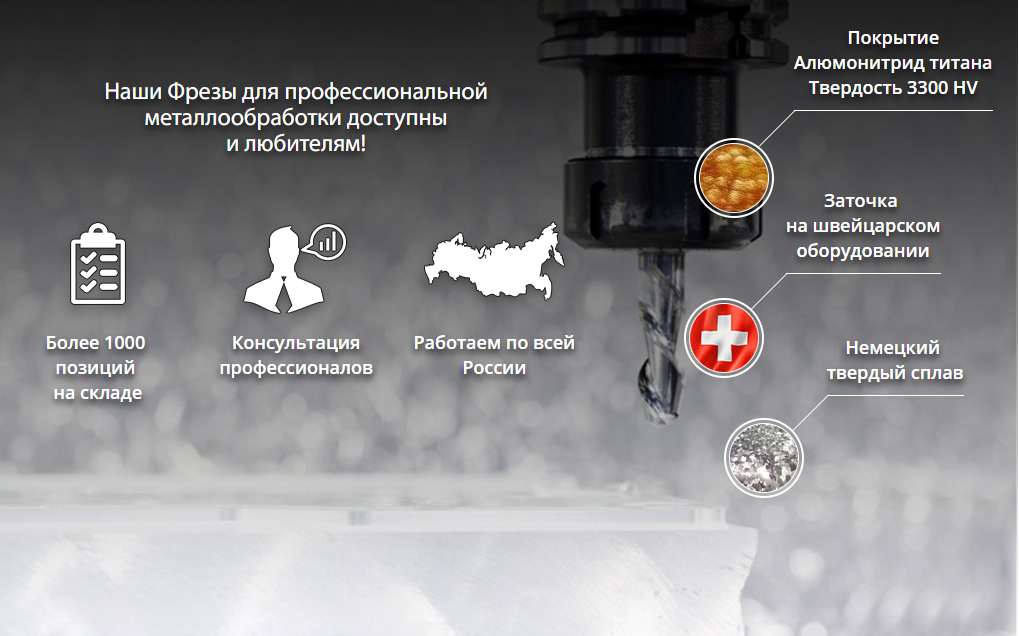 Наши Фрезы для профессиональной
металлообработки доступны
и любителям!
Более 1000
позиций
на складе
Консультация
профессионалов
Работаем по всей
России
Покрытие
Алюмонитрид титана
Твердость 3300 HV
Заточка
на швейцарском
оборудовании
Немецкий
твердый сплав